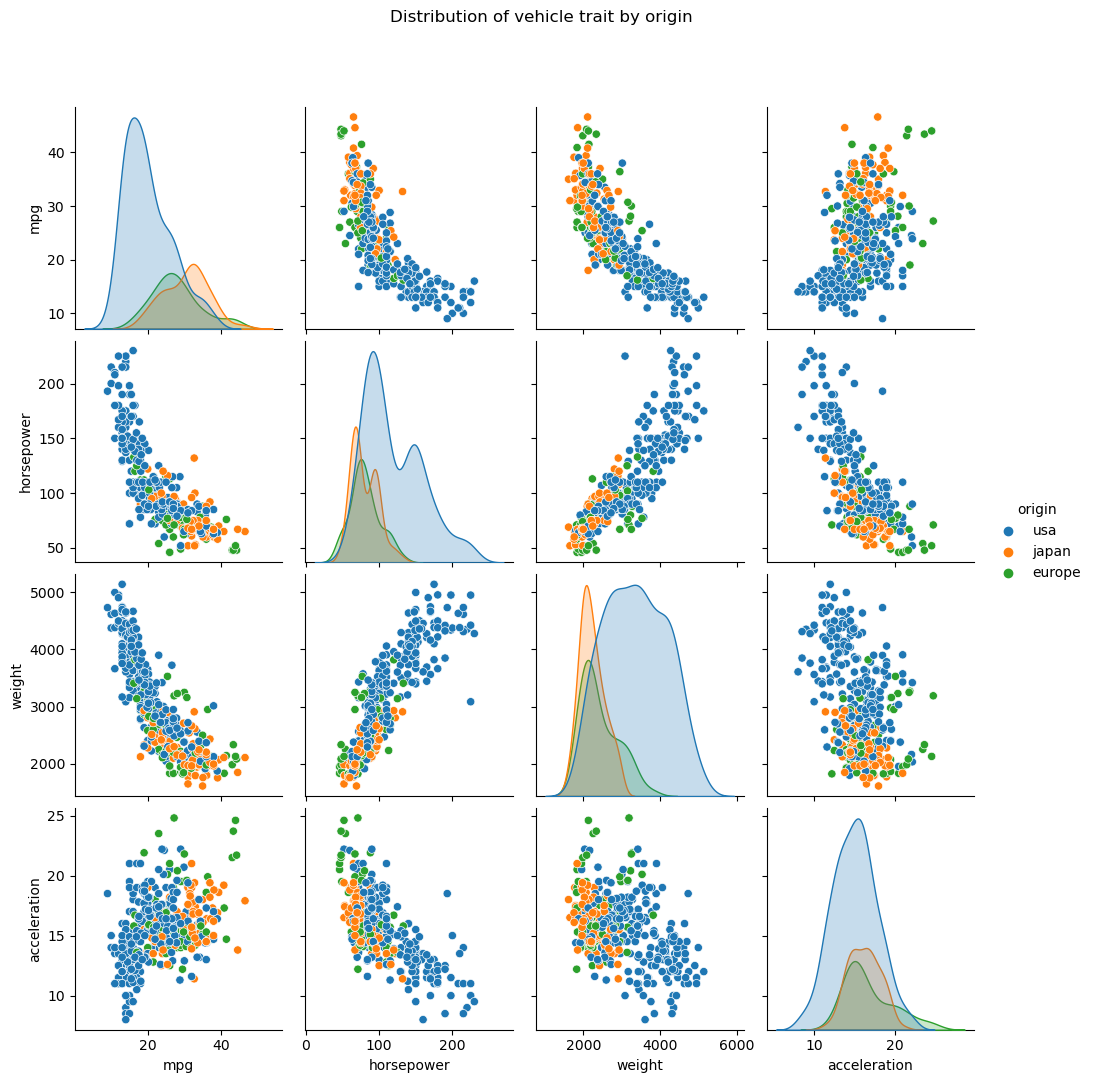 Distribution of vehicle trait by origin
mpg
40
30
20
10
horsepower
200
150
100
50
origin
usa
japan
europe
weight
5000
4000
3000
2000
acceleration
25
20
15
10
20 40
0 100 200
2000 4000 6000
10 20
mpg horsepower weight acceleration